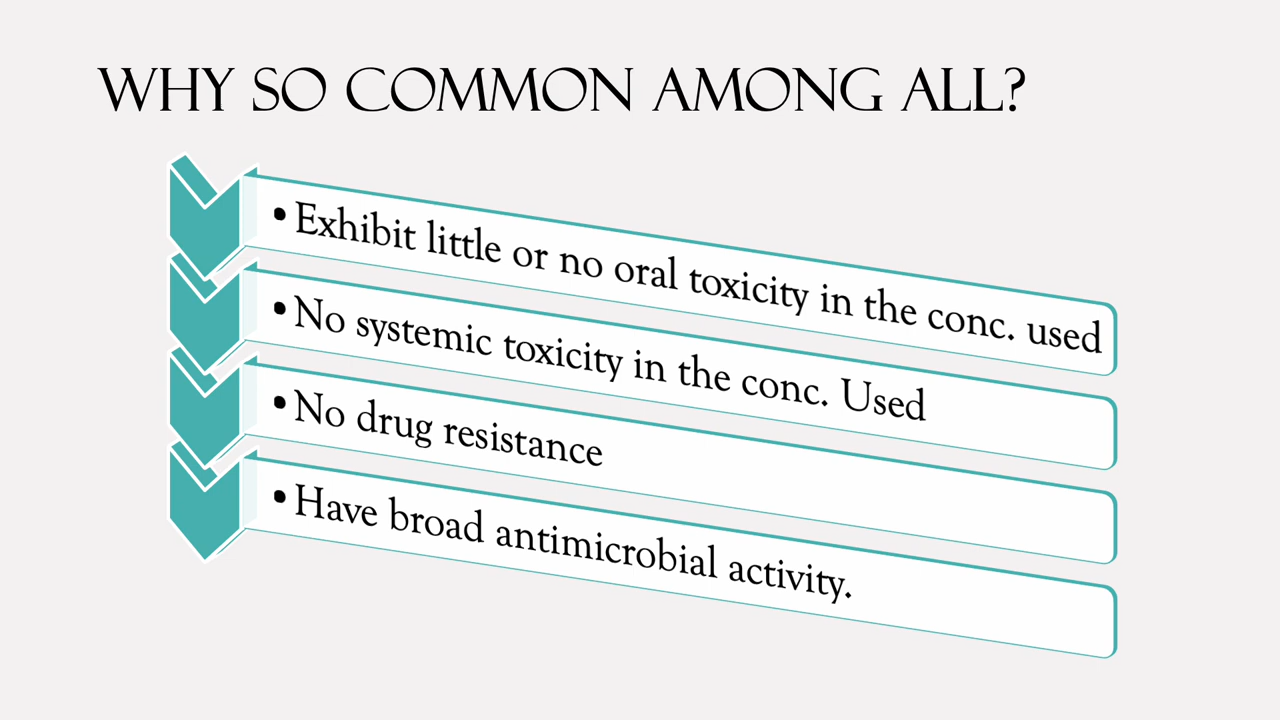 WHY SO COMMON AMONG ALL?
• Exhibit little or no oral toxicity in the conc. used
• No systemic toxicity in the conc. Used
• No drug resistance
• Have broad antimicrobial activity.